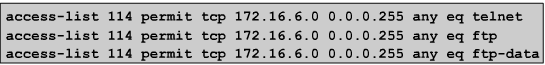 access-list 114 permit tcp 172.16.6.0 0.0.0.255 any eq telnet
access-list 114 permit tcp 172.16.6.0 0.0.0.255 any eq ftp
access-list 114 permit tcp 172.16.6.0 0.0.0.255 any eq ftp-data